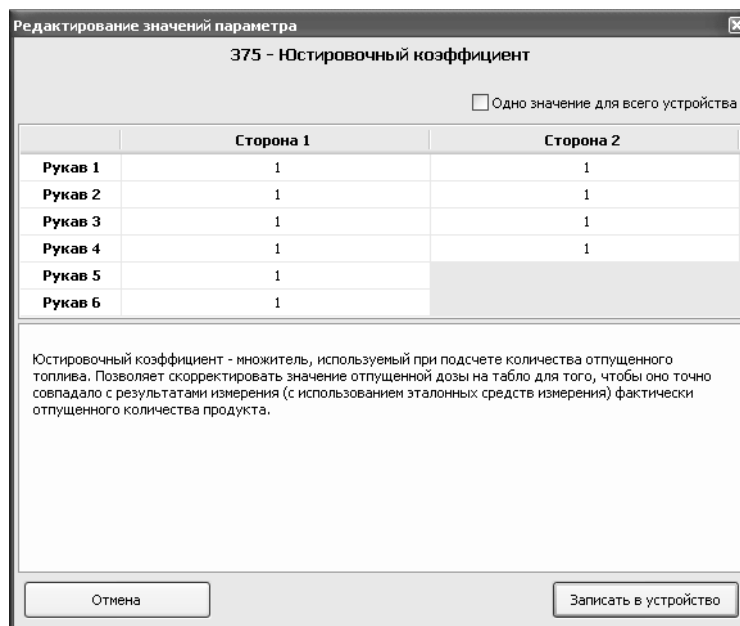 Редактирование значений параметра
375 - Юстировочный коэффициент
Одно значение для всего устройства
Сторона 1 Сторона 2
Рукав 1 1 1
Рукав 2 1 1
Рукав 3 1 1
Рукав 4 1 1
Рукав 5 1
Рукав 6 1
Юстировочный коэффициент - множитель, используемый при подсчете количества отпущенного
топлива. Позволяет скорректировать значение отпущенной дозы на табло для того, чтобы оно точно
совпадало с результатами измерения (с использованием эталонных средств измерения) фактически
отпущенного количества продукта.
Отмена Записать в устройство